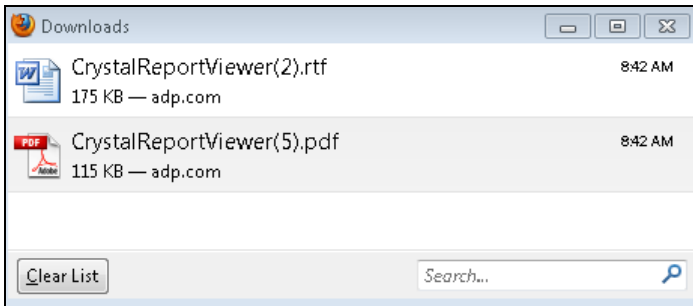 Downloads
CrystalReportViewer(2).rtf 8:42 AM
175 KB — adp.com
PDF CrystalReportViewer(5).pdf 8:42 AM
Adobe 115 KB — adp.com
Clear List Search...